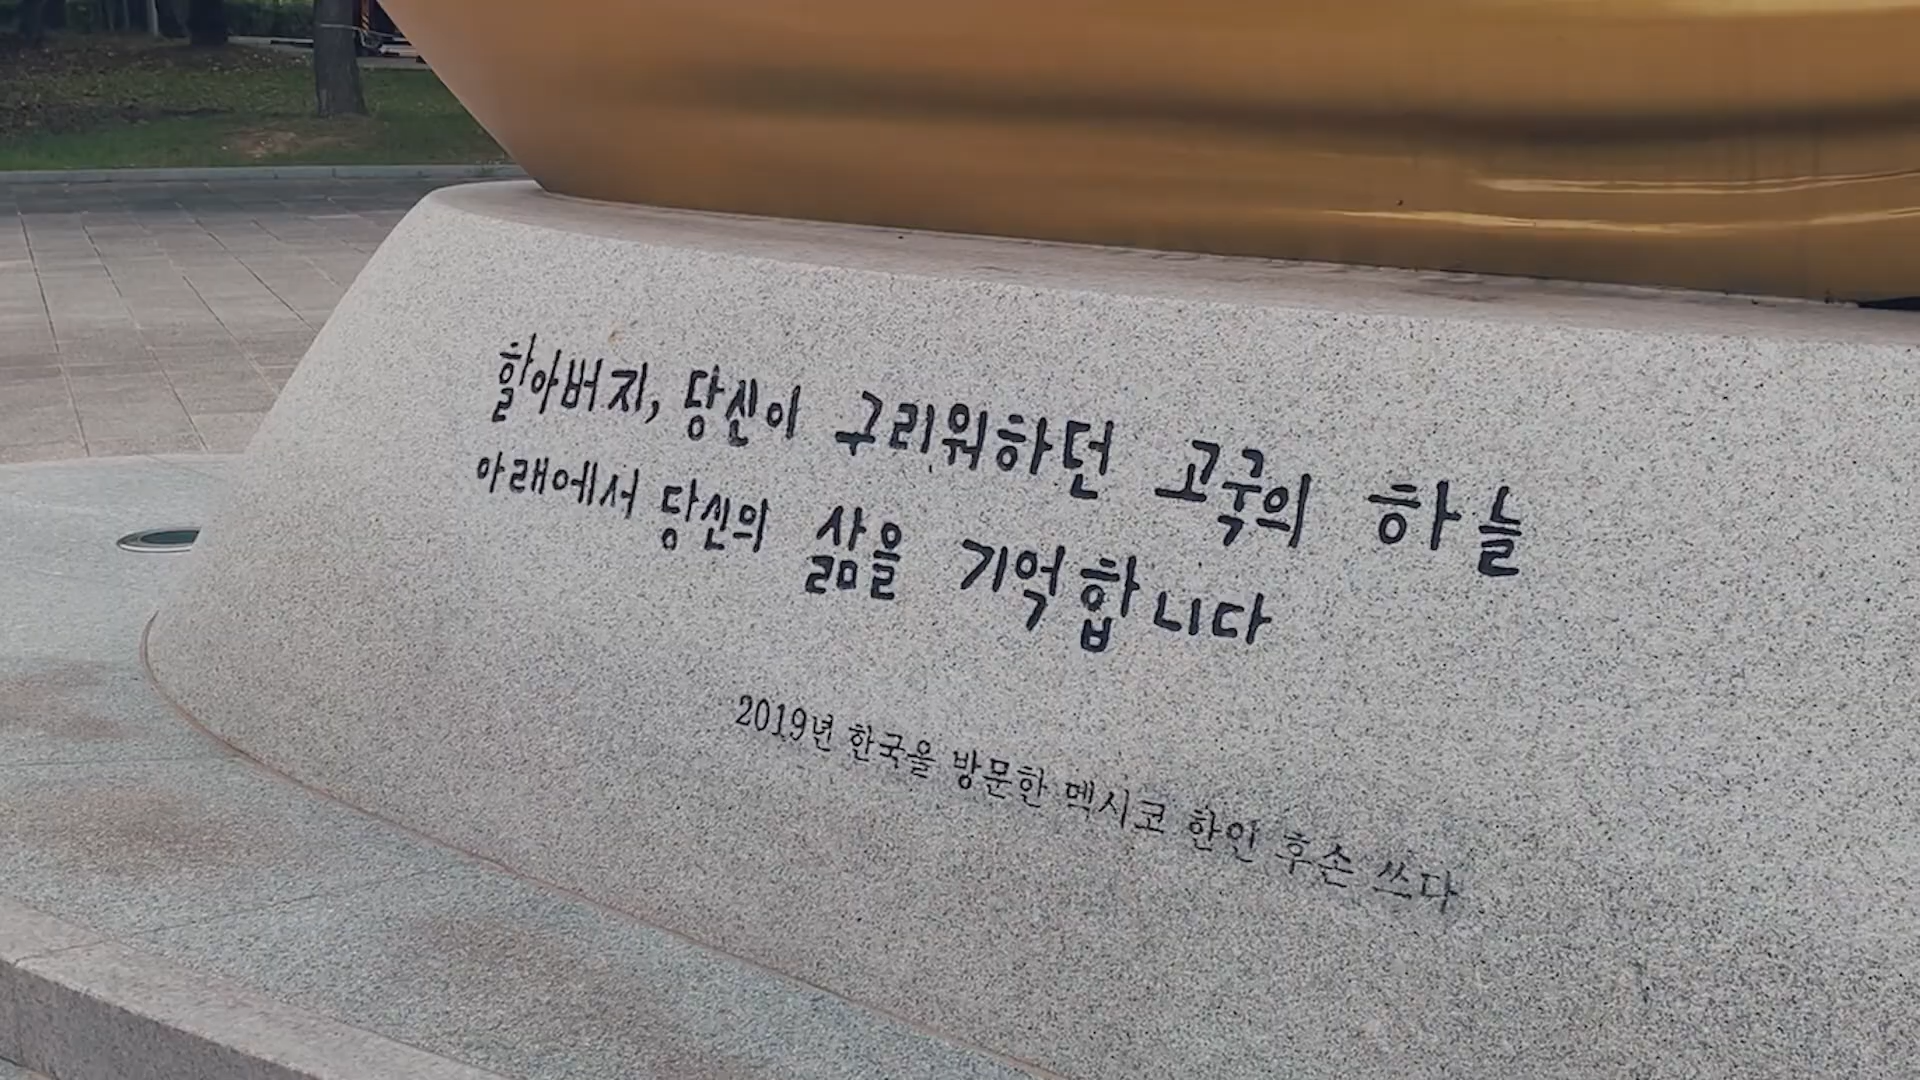 할아버지, 당신이 구리워하던 고국의 하늘
아래에서 당신의 삶을 기억합니다
2019년 한국을 방문한 멕시코 한인 후손 쓰다